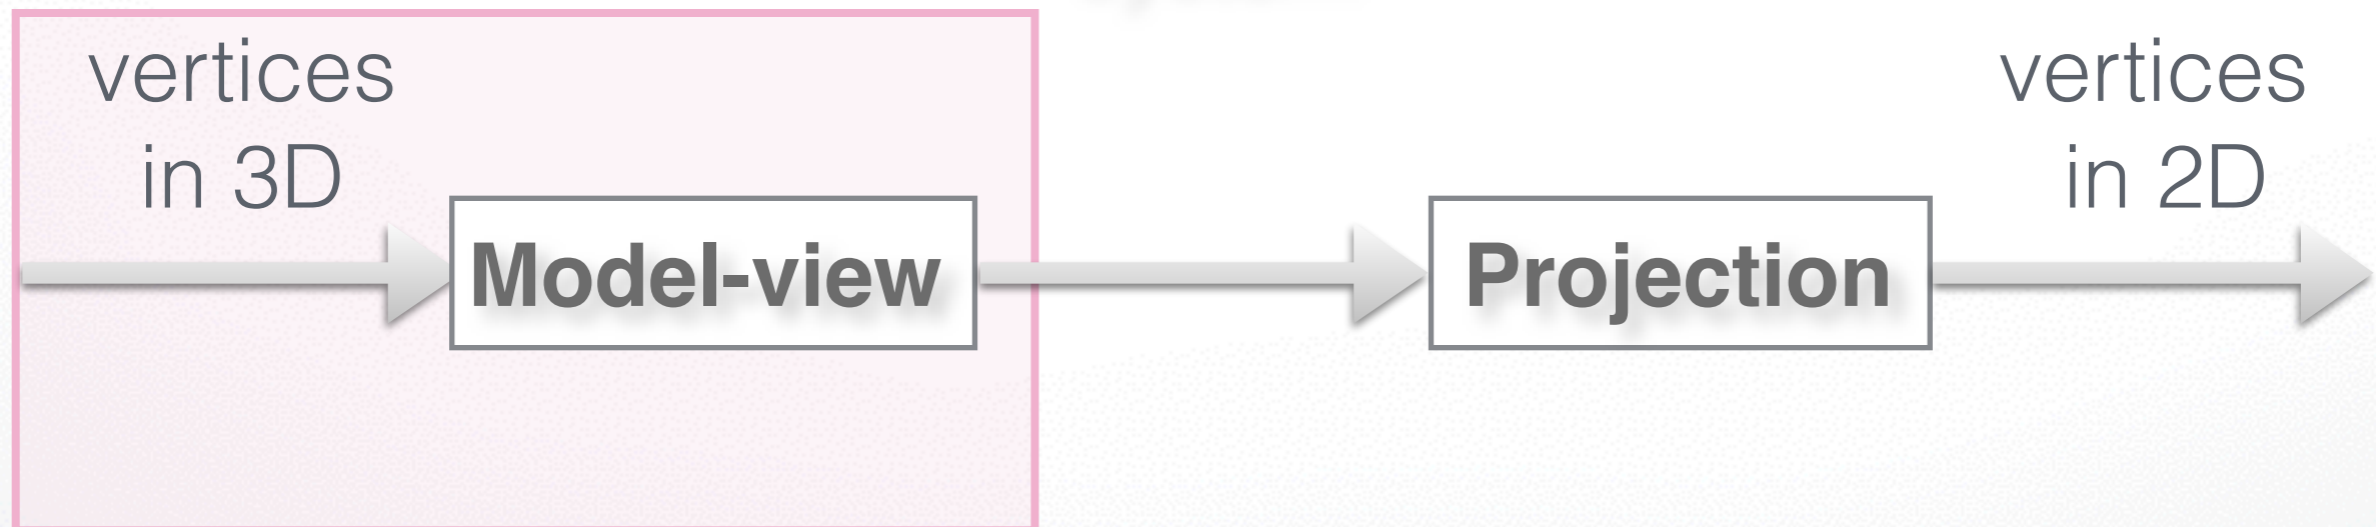 vertices
in 3D
Model-view
Projection
vertices
in 2D